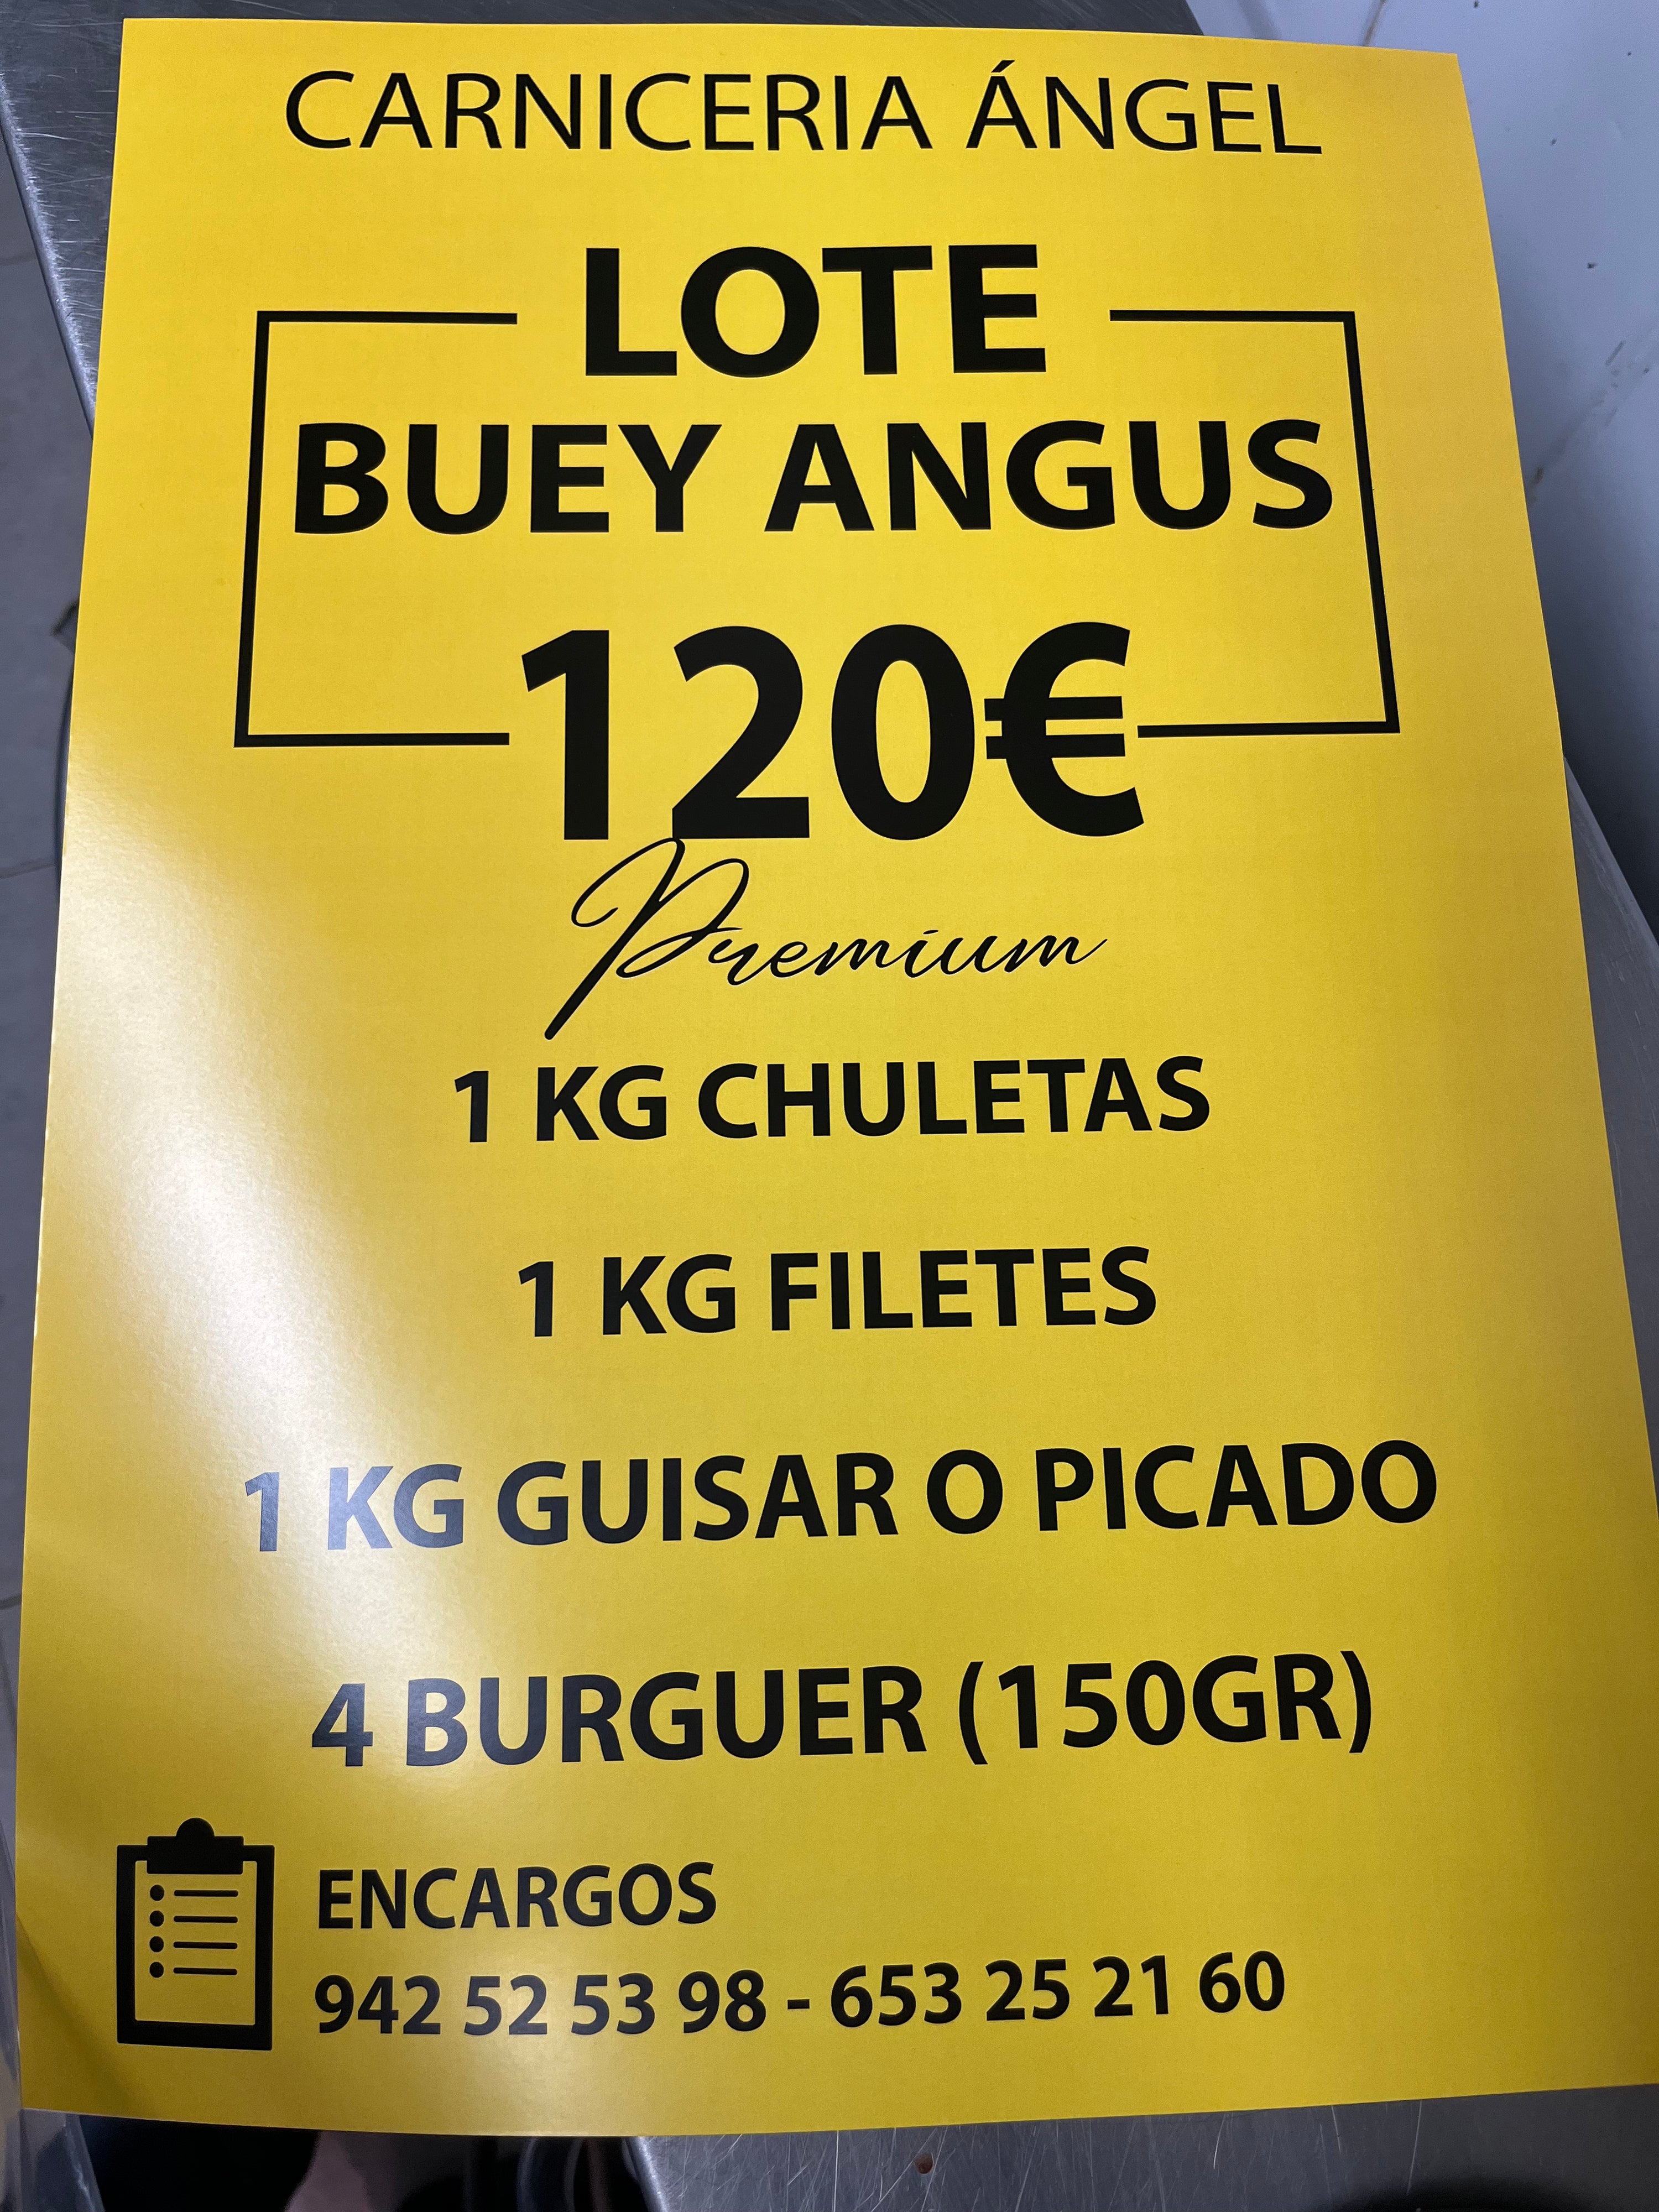 CARNICERIA ÁNGEL
LOTE
BUEY ANGUS
120€
Premium
1 KG CHULETAS
1 KG FILETES
1 KG GUISAR O PICADO
4 BURGUER (150GR)
ENCARGOS
942 52 53 98 - 653 25 21 60